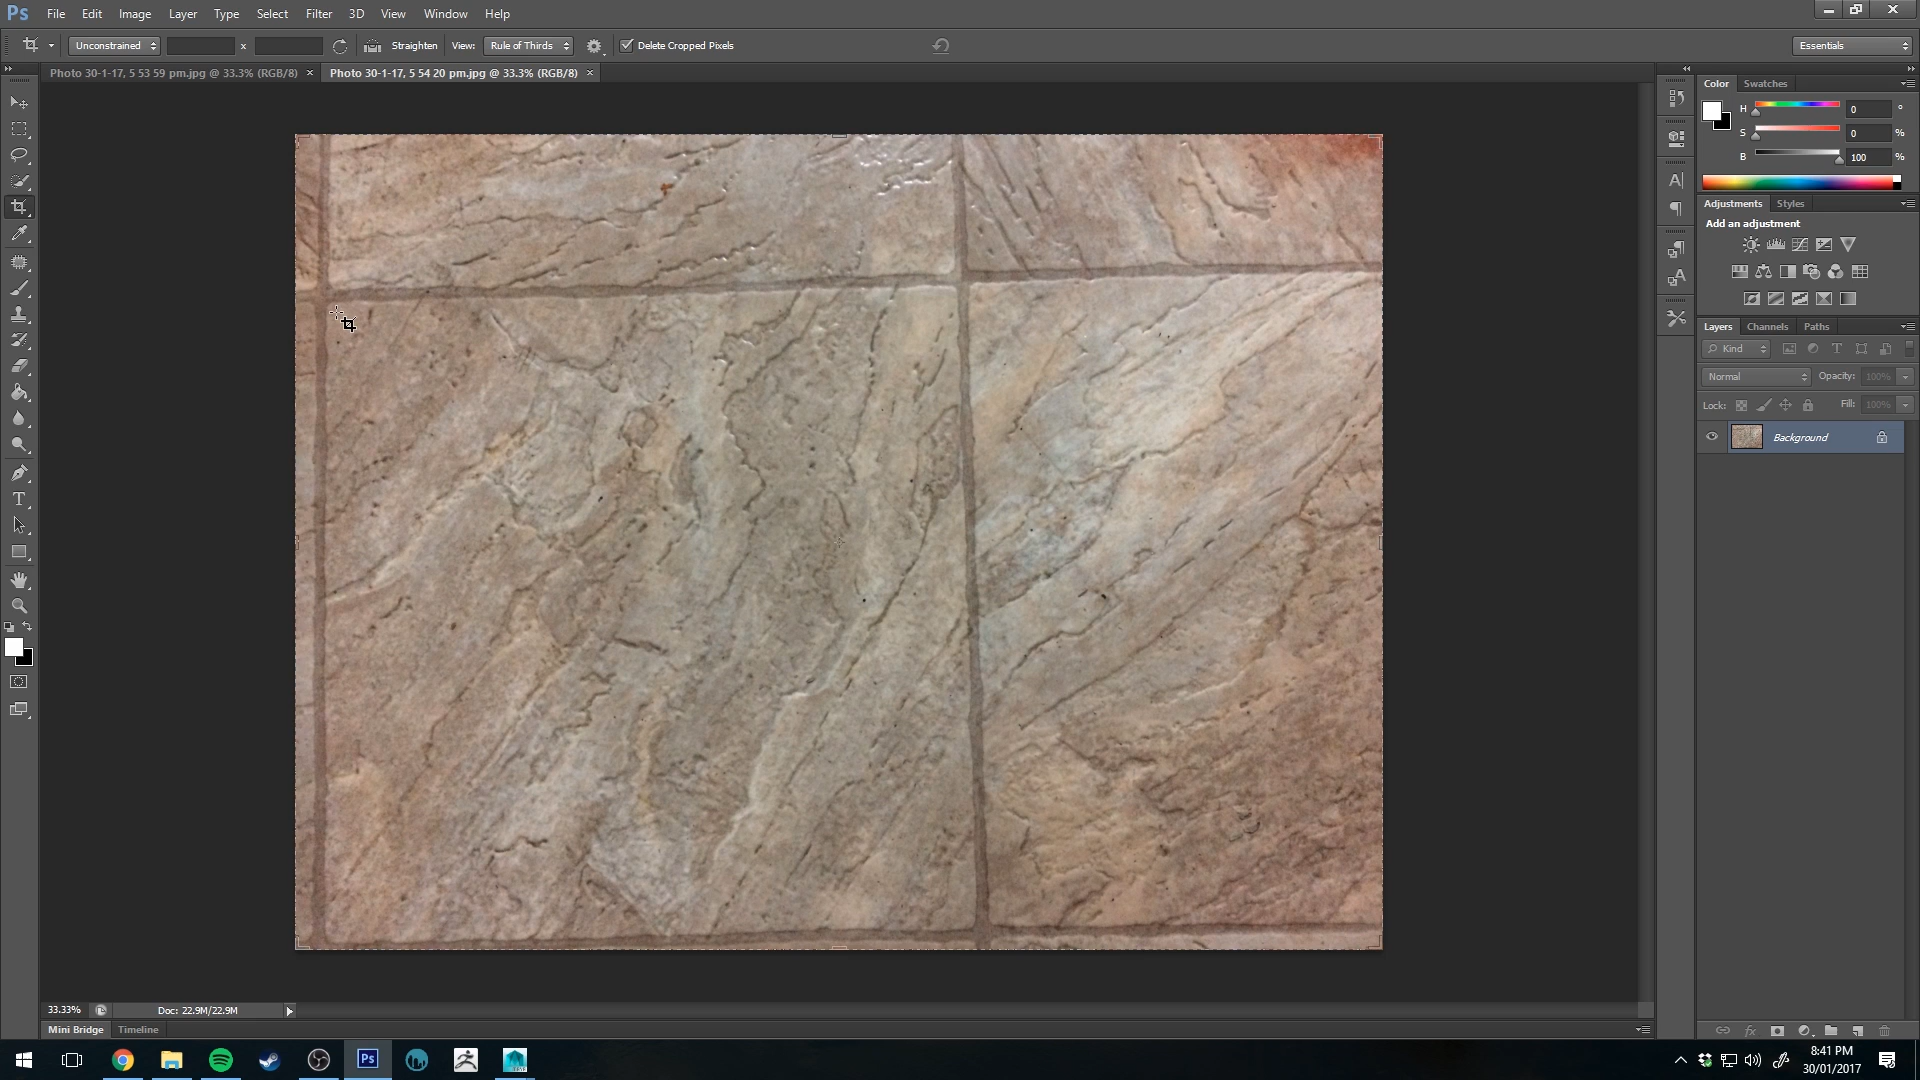 Ps File Edit Image Layer Type Select Filter 3D View Window Help
Unconstrained x Straighten View: Rule of Thirds Delete Cropped Pixels Essentials
Photo 30-1-17, 5 53 59 pm.jpg @ 33.3% (RGB/8) × Photo 30-1-17, 5 54 20 pm.jpg @ 33.3% (RGB/8) ×
Color Swatches
H 0 °
S 0 %
B 100 %
Adjustments Styles
Add an adjustment
Layers Channels Paths
Kind
Normal Opacity: 100%
Lock: Fill: 100%
Background
33.33% Doc: 22.9M/22.9M
Mini Bridge Timeline
Ps
8:41 PM
30/01/2017